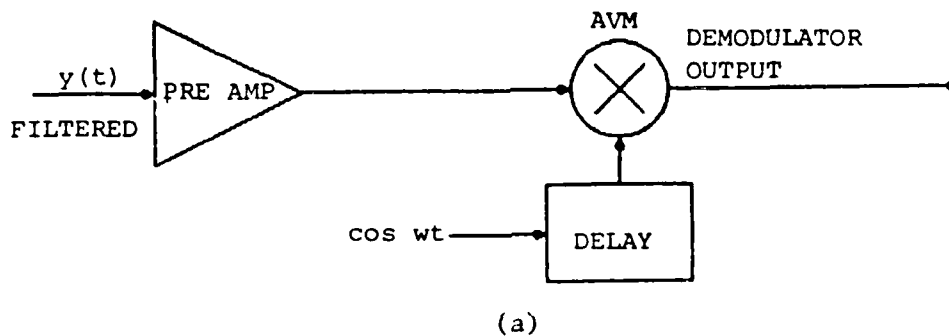 AVM
DEMODULATOR
OUTPUT
y(t)
PRE AMP
FILTERED
cos wt
DELAY
(a)